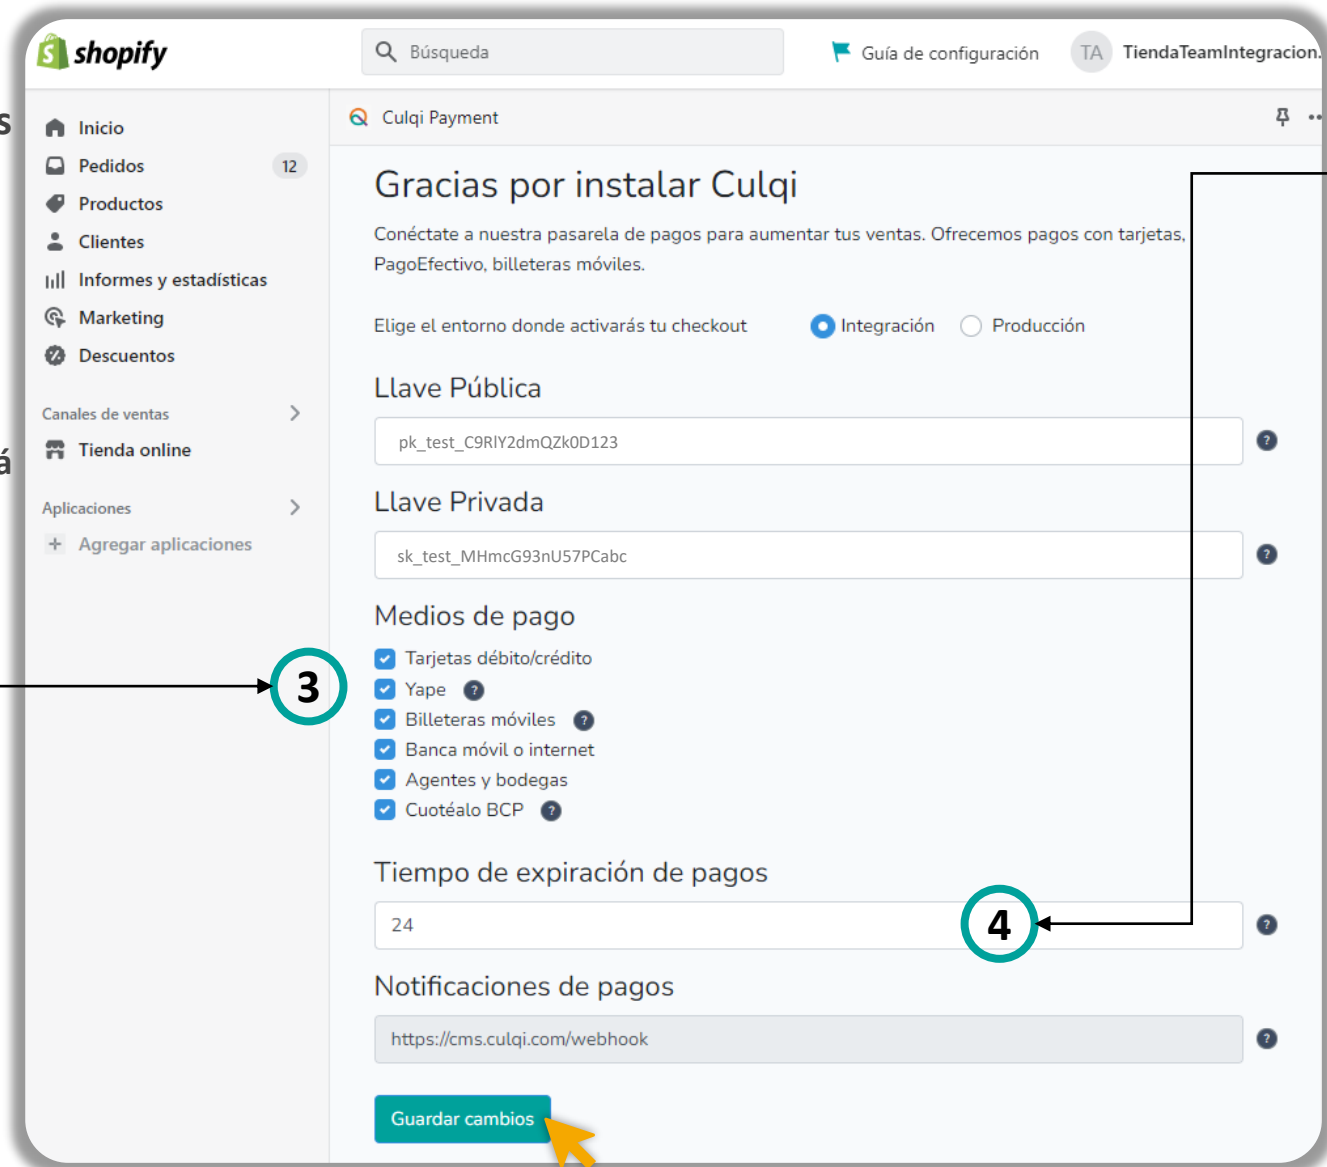 shopify
Búsqueda
Guía de configuración
TA
TiendaTeamIntegracion.
s
Inicio
Pedidos
12
Productos
Clientes
Informes y estadísticas
Marketing
Descuentos
Canales de ventas
á
Tienda online
Aplicaciones
+ Agregar aplicaciones
Culqi Payment
Gracias por instalar Culqi
Conéctate a nuestra pasarela de pagos para aumentar tus ventas. Ofrecemos pagos con tarjetas,
PagoEfectivo, billeteras móviles.
Elige el entorno donde activarás tu checkout
Integración
Producción
Llave Pública
pk_test_C9RlY2dmQZk0D123
?
Llave Privada
sk_test_MHmcG93nU57PCabc
?
Medios de pago
Tarjetas débito/crédito
3
Yape ?
Billeteras móviles ?
Banca móvil o internet
Agentes y bodegas
Cuotéalo BCP ?
Tiempo de expiración de pagos
24
4
?
Notificaciones de pagos
https://cms.culqi.com/webhook
?
Guardar cambios